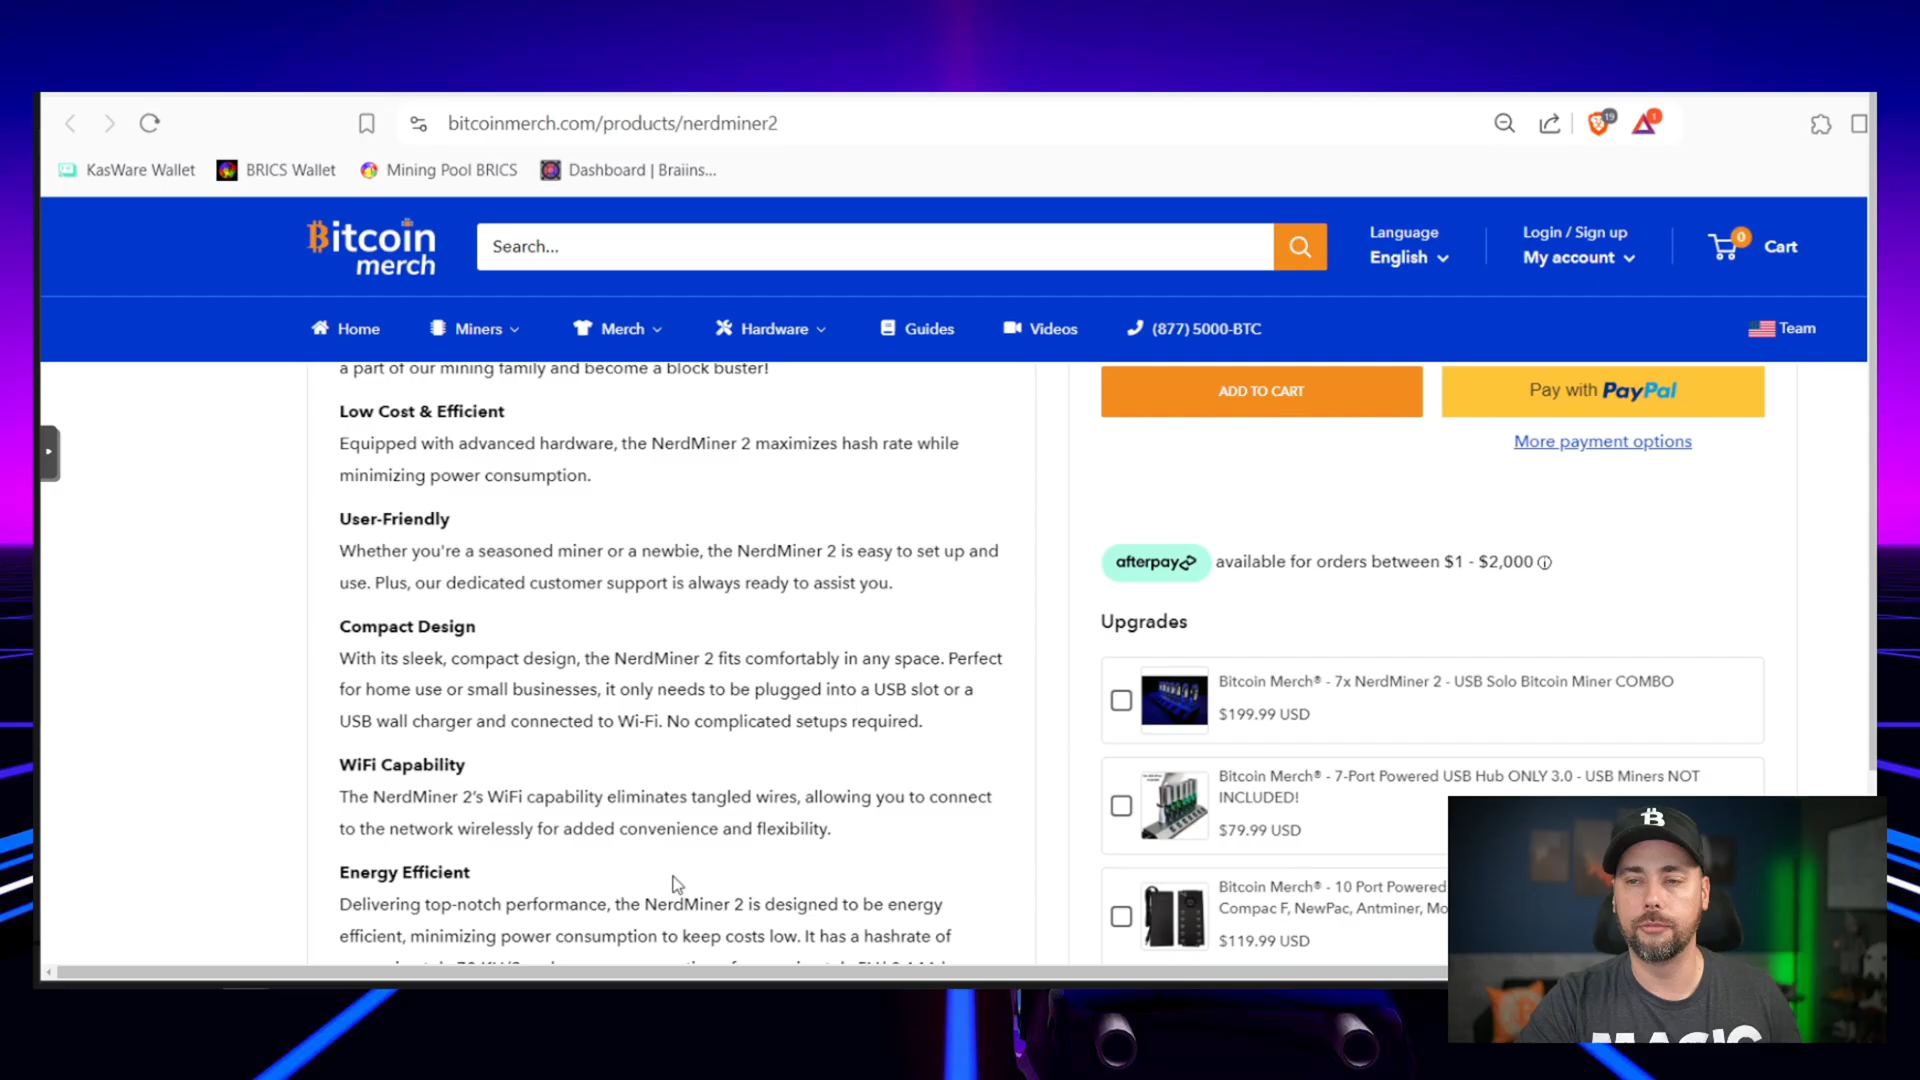 bitcoinmerch.com/products/nerdminer2
19
1
KasWare Wallet
BRICS Wallet
Mining Pool BRICS
Dashboard | Braiins...
Bitcoin
merch
Search...
Language
English
Login / Sign up
My account
0
Cart
Home
Miners
Merch
Hardware
Guides
Videos
(877) 5000-BTC
Team
a part of our mining family and become a block buster!
Low Cost & Efficient
Equipped with advanced hardware, the NerdMiner 2 maximizes hash rate while
minimizing power consumption.
User-Friendly
Whether you're a seasoned miner or a newbie, the NerdMiner 2 is easy to set up and
use. Plus, our dedicated customer support is always ready to assist you.
Compact Design
With its sleek, compact design, the NerdMiner 2 fits comfortably in any space. Perfect
for home use or small businesses, it only needs to be plugged into a USB slot or a
USB wall charger and connected to Wi-Fi. No complicated setups required.
WiFi Capability
The NerdMiner 2's WiFi capability eliminates tangled wires, allowing you to connect
to the network wirelessly for added convenience and flexibility.
Energy Efficient
Delivering top-notch performance, the NerdMiner 2 is designed to be energy
efficient, minimizing power consumption to keep costs low. It has a hashrate of
ADD TO CART
Pay with PayPal
More payment options
afterpay available for orders between $1 - $2,000
Upgrades
Bitcoin Merch® - 7x NerdMiner 2 - USB Solo Bitcoin Miner COMBO
$199.99 USD
Bitcoin Merch® - 7-Port Powered USB Hub ONLY 3.0 - USB Miners NOT
INCLUDED!
$79.99 USD
Bitcoin Merch® - 10 Port Powered
Compac F, NewPac, Antminer, Mo
$119.99 USD
MAGIC